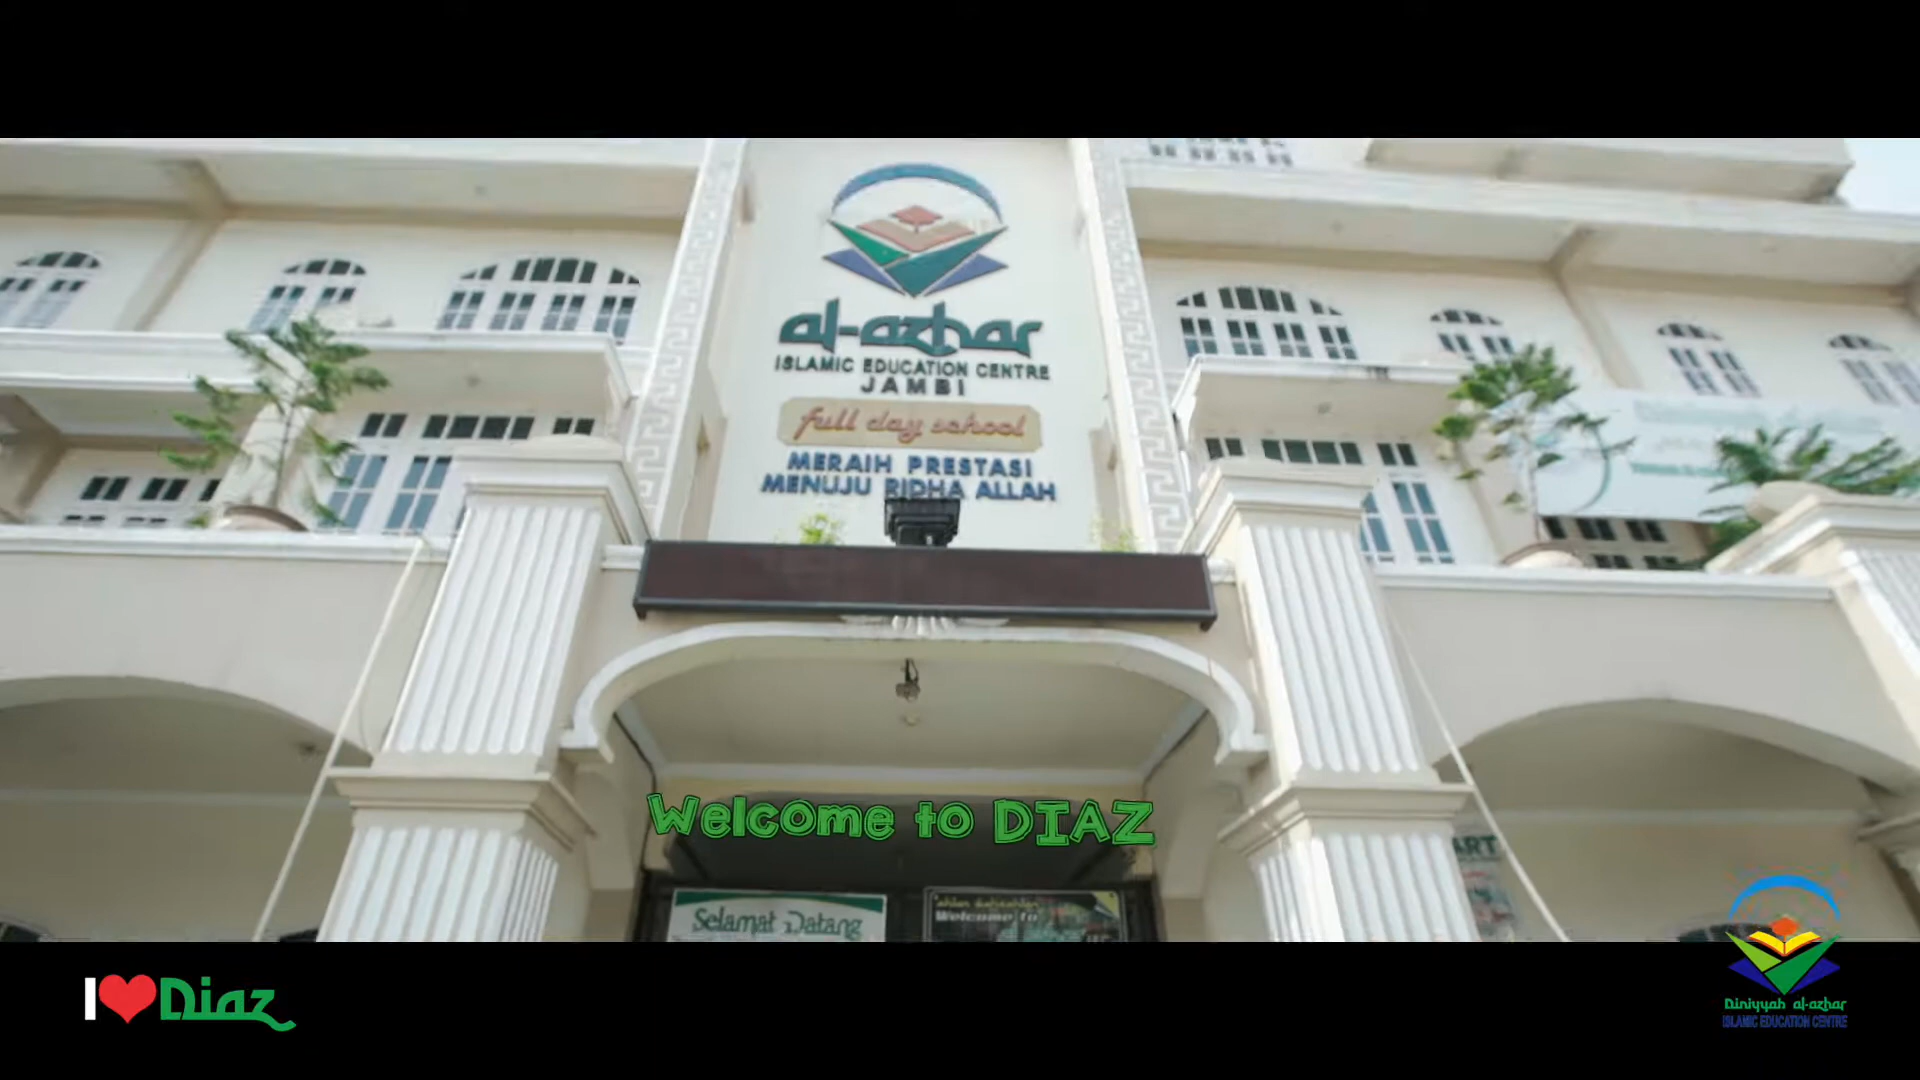 al-azhar
ISLAMIC EDUCATION CENTRE
JAMBI
full day school
MERAIH PRESTASI
MENUJU RIDHA ALLAH
Welcome to DIAZ
Selamat Datang
Welcome to
ART
I
Diaz
Diniyyah al-azhar
ISLAMIC EDUCATION CENTRE